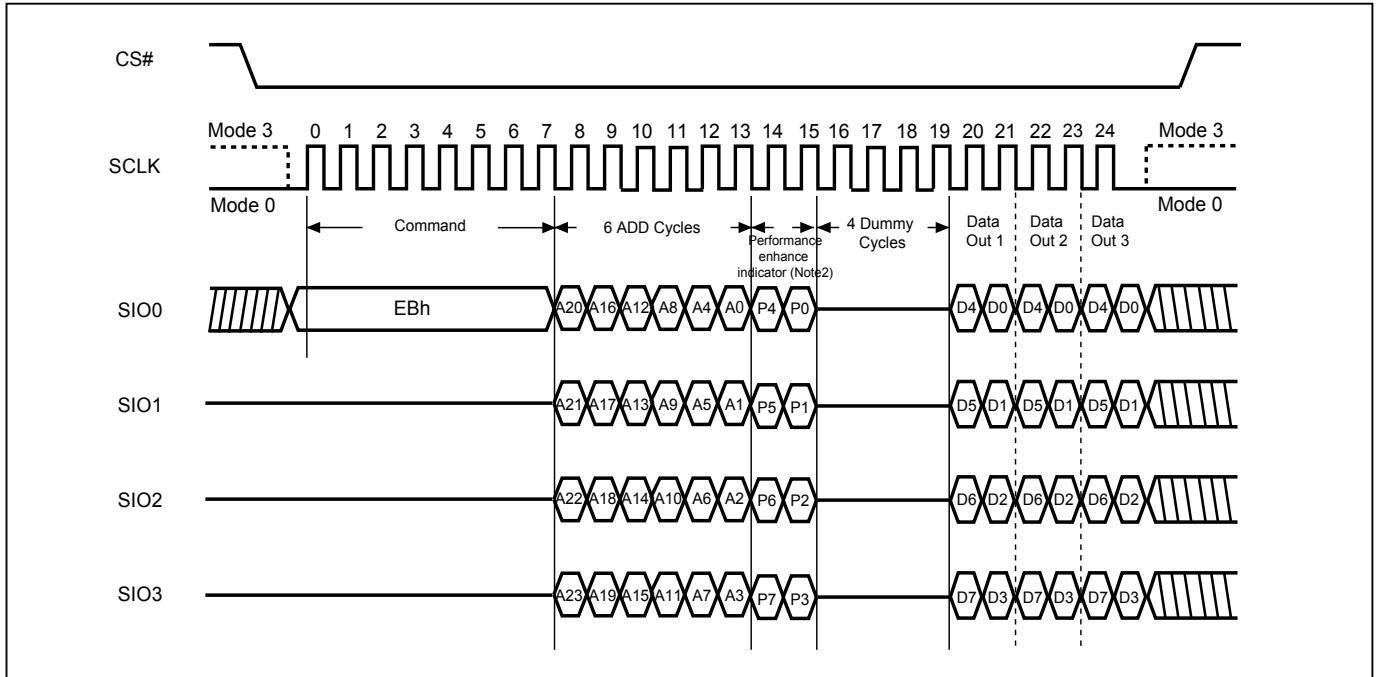 CS#
Mode 3 0 1 2 3 4 5 6 7 8 9 10 11 12 13 14 15 16 17 18 19 20 21 22 23 24 Mode 3
SCLK
Mode 0 Mode 0
Command 6 ADD Cycles Performance enhance indicator (Note2) 4 Dummy Cycles Data Out 1 Data Out 2 Data Out 3
SIO0 EBh A20 A16 A12 A8 A4 A0 P4 P0 D4 D0 D4 D0 D4 D0
SIO1 A21 A17 A13 A9 A5 A1 P5 P1 D5 D1 D5 D1 D5 D1
SIO2 A22 A18 A14 A10 A6 A2 P6 P2 D6 D2 D6 D2 D6 D2
SIO3 A23 A19 A15 A11 A7 A3 P7 P3 D7 D3 D7 D3 D7 D3